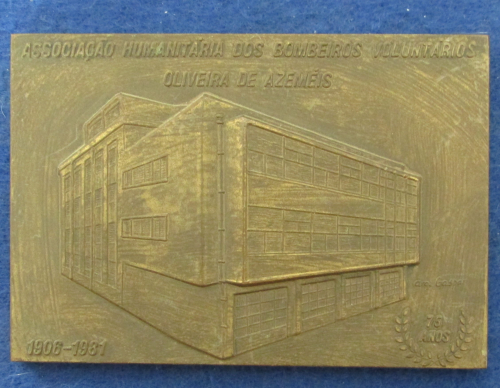 ASSOCIAÇÃO HUMANITÁRIA DOS BOMBEIROS VOLUNTÁRIOS
OLIVEIRA DE AZEMÉIS
1906-1981
75
ANOS